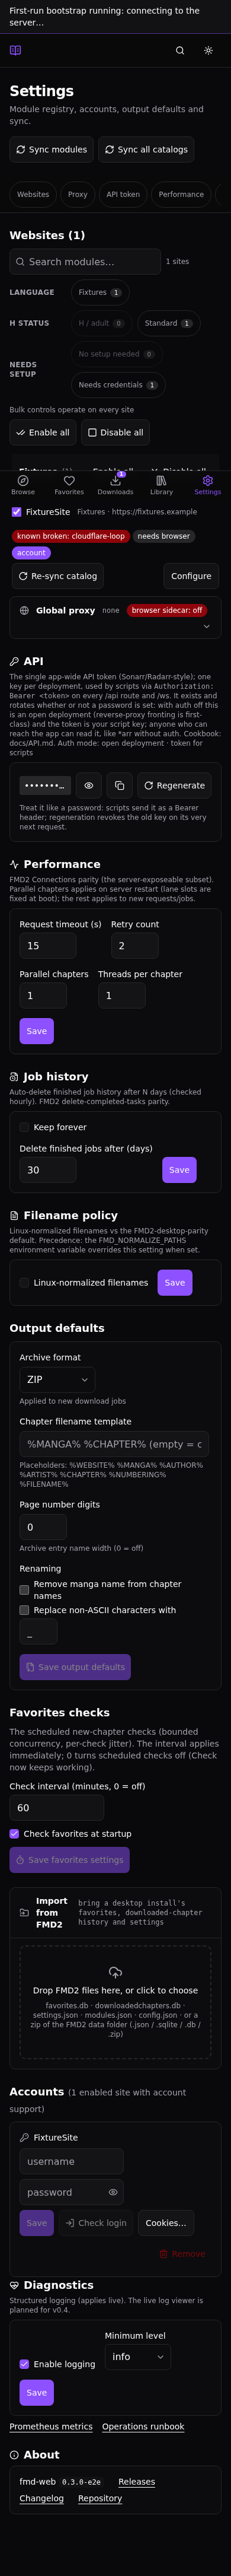 First-run bootstrap running: connecting to the
server…
Settings
Module registry, accounts, output defaults and
sync.
Sync modules
Sync all catalogs
Websites
Proxy
API token
Performance
Websites (1)
Search modules…
1 sites
LANGUAGE
Fixtures 1
H STATUS
H / adult 0
Standard 1
NEEDS
SETUP
No setup needed 0
Needs credentials 1
Bulk controls operate on every site
Enable all
Disable all
Browse
Favorites
1
Downloads
Library
Settings
FixtureSite
Fixtures · https://fixtures.example
known broken: cloudflare-loop
needs browser
account
Re-sync catalog
Configure
Global proxy
none
browser sidecar: off
API
The single app-wide API token (Sonarr/Radarr-style): one
key per deployment, used by scripts via Authorization:
Bearer <token> on every /api route and /ws. It exists and
rotates whether or not a password is set: with auth off this
is an open deployment (reverse-proxy fronting is first-
class) and the token is your script key; anyone who can
reach the app can read it, like *arr without auth. Cookbook:
docs/API.md. Auth mode: open deployment · token for
scripts
•••••••…
Regenerate
Treat it like a password: scripts send it as a Bearer
header; regeneration revokes the old key on its very
next request.
Performance
FMD2 Connections parity (the server-exposeable subset).
Parallel chapters applies on server restart (lane slots are
fixed at boot); the rest applies to new requests/jobs.
Request timeout (s)
Retry count
15
2
Parallel chapters
Threads per chapter
1
1
Save
Job history
Auto-delete finished job history after N days (checked
hourly). FMD2 delete-completed-tasks parity.
Keep forever
Delete finished jobs after (days)
30
Save
Filename policy
Linux-normalized filenames vs the FMD2-desktop-parity
default. Precedence: the FMD_NORMALIZE_PATHS
environment variable overrides this setting when set.
Linux-normalized filenames
Save
Output defaults
Archive format
ZIP
Applied to new download jobs
Chapter filename template
%MANGA% %CHAPTER% (empty = c
Placeholders: %WEBSITE% %MANGA% %AUTHOR%
%ARTIST% %CHAPTER% %NUMBERING%
%FILENAME%
Page number digits
0
Archive entry name width (0 = off)
Renaming
Remove manga name from chapter
names
Replace non-ASCII characters with
_
Save output defaults
Favorites checks
The scheduled new-chapter checks (bounded
concurrency, per-check jitter). The interval applies
immediately; 0 turns scheduled checks off (Check
now keeps working).
Check interval (minutes, 0 = off)
60
Check favorites at startup
Save favorites settings
Import
from
FMD2
bring a desktop install's
favorites, downloaded-chapter
history and settings
Drop FMD2 files here, or click to choose
favorites.db · downloadedchapters.db ·
settings.json · modules.json · config.json · or a
zip of the FMD2 data folder (.json / .sqlite / .db /
.zip)
Accounts (1 enabled site with account
support)
FixtureSite
username
password
Save
Check login
Cookies…
Remove
Diagnostics
Structured logging (applies live). The live log viewer is
planned for v0.4.
Minimum level
Enable logging
info
Save
Prometheus metrics
Operations runbook
About
fmd-web 0.3.0-e2e
Releases
Changelog
Repository